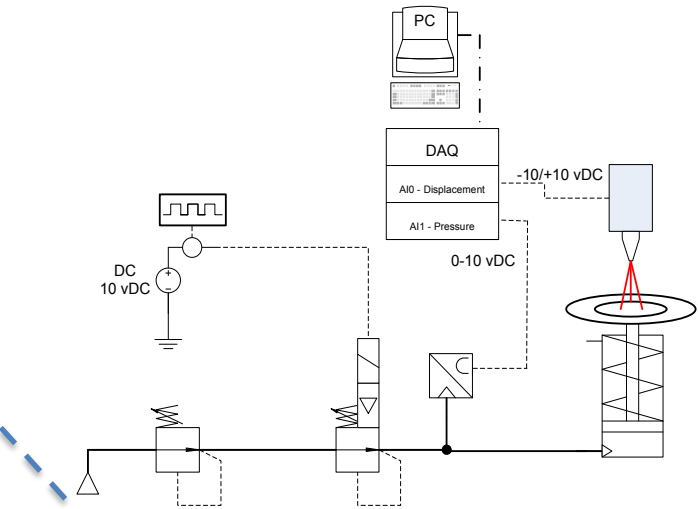 PC
DAQ
AI0 - Displacement
AI1 - Pressure
-10/+10 vDC
0-10 vDC
DC
10 vDC
+
−